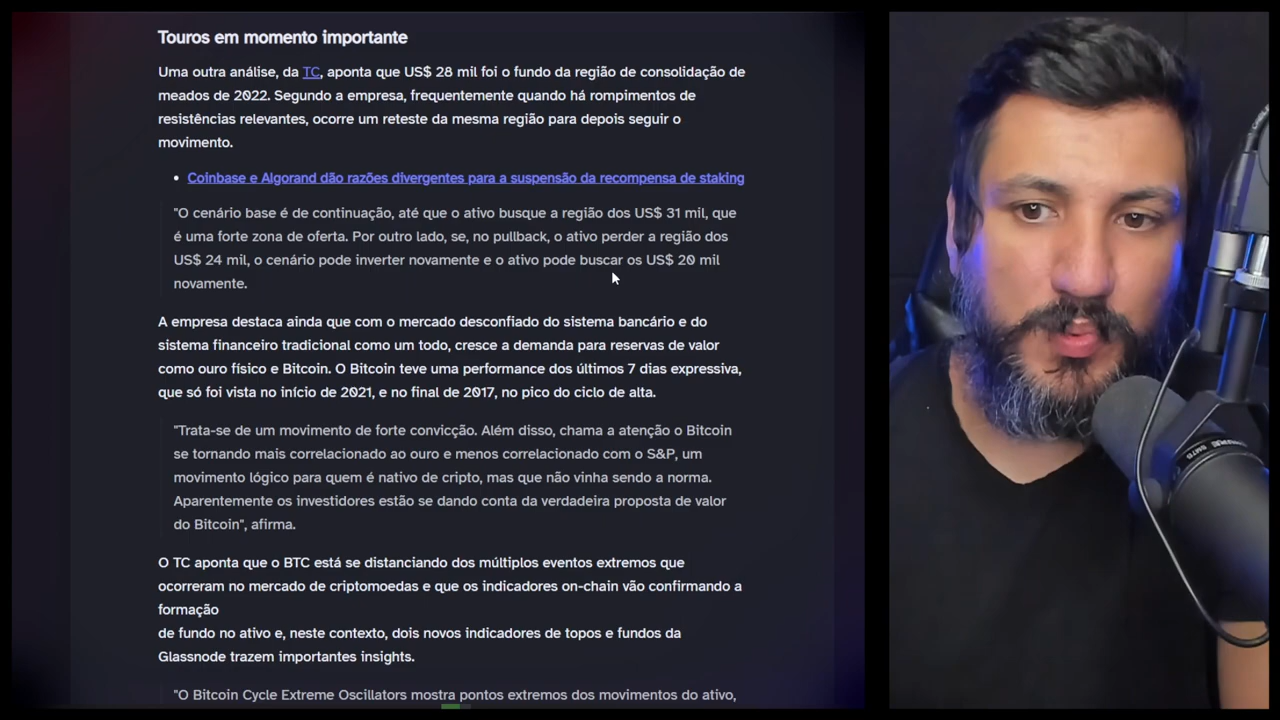 Touros em momento importante
Uma outra análise, da TC, aponta que US$ 28 mil foi o fundo da região de consolidação de
meados de 2022. Segundo a empresa, frequentemente quando há rompimentos de
resistências relevantes, ocorre um reteste da mesma região para depois seguir o
movimento.
• Coinbase e Algorand dão razões divergentes para a suspensão da recompensa de staking
"O cenário base é de continuação, até que o ativo busque a região dos US$ 31 mil, que
é uma forte zona de oferta. Por outro lado, se, no pullback, o ativo perder a região dos
US$ 24 mil, o cenário pode inverter novamente e o ativo pode buscar os US$ 20 mil
novamente.
A empresa destaca ainda que com o mercado desconfiado do sistema bancário e do
sistema financeiro tradicional como um todo, cresce a demanda para reservas de valor
como ouro físico e Bitcoin. O Bitcoin teve uma performance dos últimos 7 dias expressiva,
que só foi vista no início de 2021, e no final de 2017, no pico do ciclo de alta.
"Trata-se de um movimento de forte convicção. Além disso, chama a atenção o Bitcoin
se tornando mais correlacionado ao ouro e menos correlacionado com o S&P, um
movimento lógico para quem é nativo de cripto, mas que não vinha sendo a norma.
Aparentemente os investidores estão se dando conta da verdadeira proposta de valor
do Bitcoin", afirma.
O TC aponta que o BTC está se distanciando dos múltiplos eventos extremos que
ocorreram no mercado de criptomoedas e que os indicadores on-chain vão confirmando a
formação
de fundo no ativo e, neste contexto, dois novos indicadores de topos e fundos da
Glassnode trazem importantes insights.
"O Bitcoin Cycle Extreme Oscillators mostra pontos extremos dos movimentos do ativo,